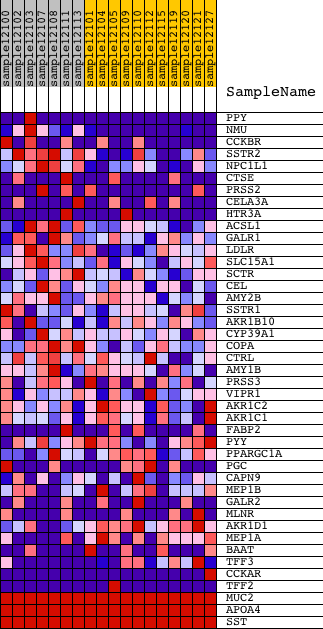 sample12100
sample12102
sample12103
sample12107
sample12108
sample12111
sample12113
sample12101
sample12104
sample12105
sample12109
sample12112
sample12115
sample12120
sample12121
sample12127
SampleName
PPY
NMU
CCKBR
SSTR2
NPC1L1
CTSE
PRSS2
CELA3A
HTR3A
ACSL1
GALR1
LDLR
SLC15A1
SCTR
CEL
AMY2B
SSTR1
AKR1B10
CYP39A1
COPA
CTRL
AMY1B
PRSS3
VIPR1
AKR1C2
AKR1C1
FABP2
PYY
PPARGC1A
PGC
CAPN9
MEP1B
GALR2
MLNR
AKR1D1
MEP1A
BAAT
TFF3
CCKAR
TFF2
MUC2
APOA4
SST